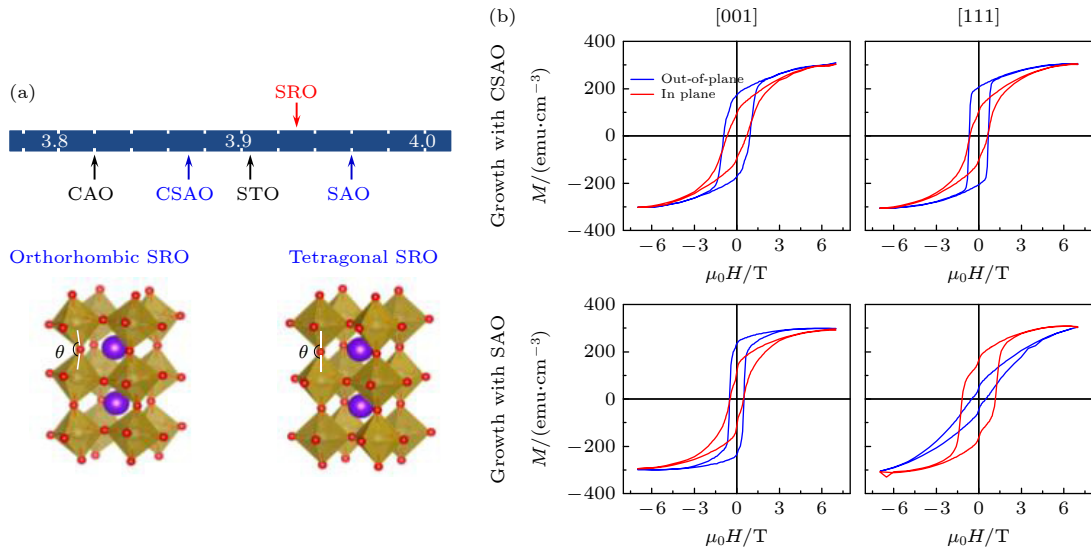 (a)
SRO
3.8 3.9 4.0
CAO CSAO STO SAO
Orthorhombic SRO Tetragonal SRO
θ θ
(b)
[001] [111]
Growth with CSAO
M/(emu·cm⁻³)
400
200
0
−200
−400
Out-of-plane
In plane
−6 −3 0 3 6
μ₀H/T
−6 −3 0 3 6
μ₀H/T
Growth with SAO
M/(emu·cm⁻³)
400
200
0
−200
−400
−6 −3 0 3 6
μ₀H/T
−6 −3 0 3 6
μ₀H/T